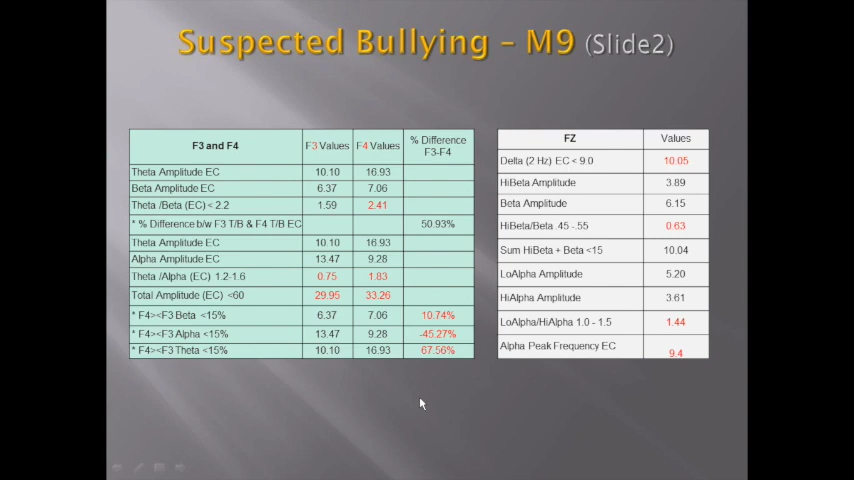 Suspected Bullying – M9 (Slide2)
F3 and F4 F3 Values F4 Values % Difference F3-F4
Theta Amplitude EC 10.10 16.93
Beta Amplitude EC 6.37 7.06
Theta /Beta (EC) < 2.2 1.59 2.41
* % Difference b/w F3 T/B & F4 T/B EC 50.93%
Theta Amplitude EC 10.10 16.93
Alpha Amplitude EC 13.47 9.28
Theta /Alpha (EC) 1.2-1.6 0.75 1.83
Total Amplitude (EC) <60 29.95 33.26
* F4><F3 Beta <15% 6.37 7.06 10.74%
* F4><F3 Alpha <15% 13.47 9.28 -45.27%
* F4><F3 Theta <15% 10.10 16.93 67.56%
FZ Values
Delta (2 Hz) EC < 9.0 10.05
HiBeta Amplitude 3.89
Beta Amplitude 6.15
HiBeta/Beta .45 -.55 0.63
Sum HiBeta + Beta <15 10.04
LoAlpha Amplitude 5.20
HiAlpha Amplitude 3.61
LoAlpha/HiAlpha 1.0 - 1.5 1.44
Alpha Peak Frequency EC 9.4